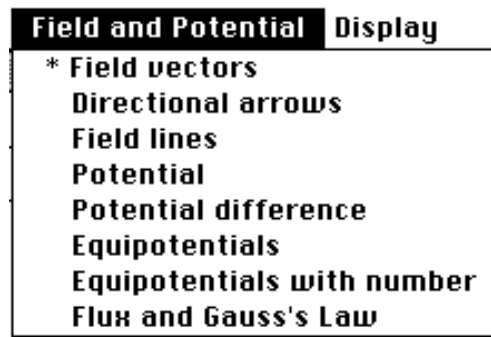 Field and Potential Display
* Field vectors
Directional arrows
Field lines
Potential
Potential difference
Equipotentials
Equipotentials with number
Flux and Gauss's Law